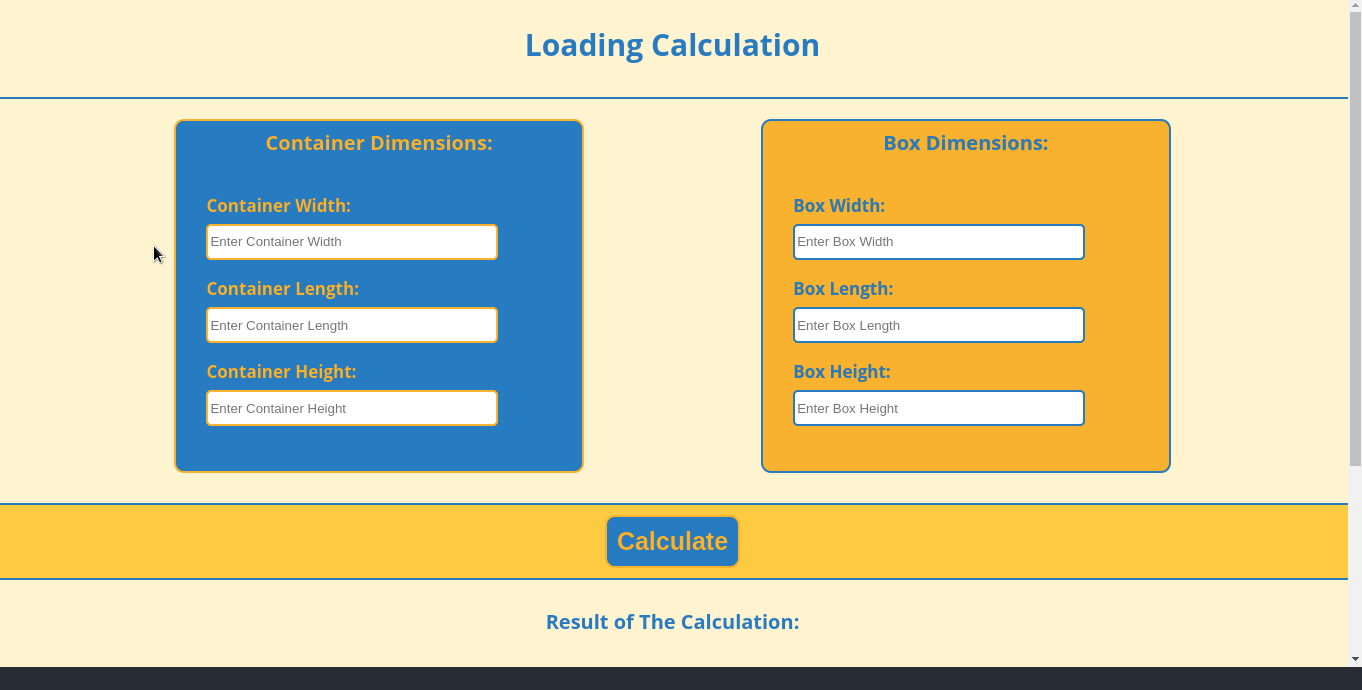 Loading Calculation
Container Dimensions:
Container Width:
Enter Container Width
Container Length:
Enter Container Length
Container Height:
Enter Container Height
Box Dimensions:
Box Width:
Enter Box Width
Box Length:
Enter Box Length
Box Height:
Enter Box Height
Calculate
Result of The Calculation: